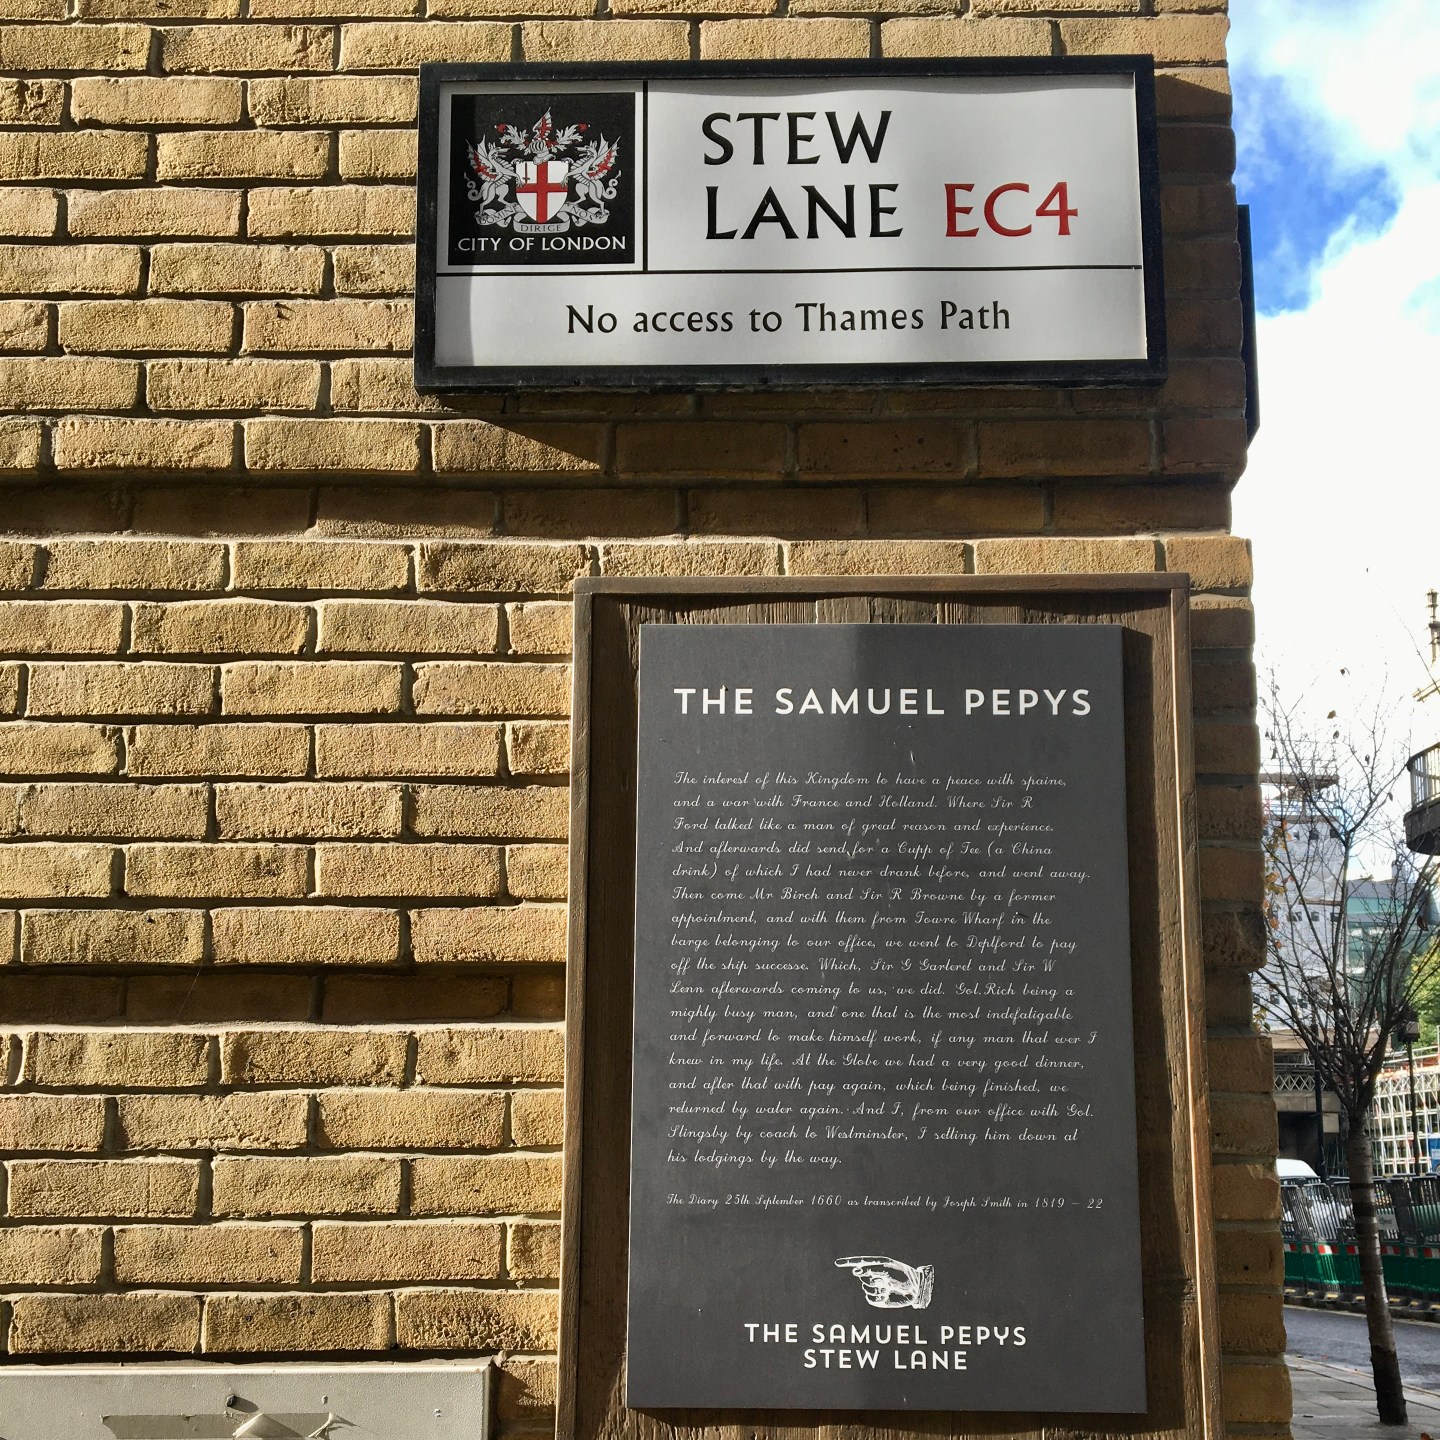 STEW
LANE EC4
DIRIGE
CITY OF LONDON
No access to Thames Path
THE SAMUEL PEPYS
The interest of this Kingdom to have a peace with spaine,
and a war with France and Holland. Where Sir R
Ford talked like a man of great reason and experience.
And afterwards did send for a Cupp of Tee (a China
drink) of which I had never drank before, and went away.
Then come Mr Birch and Sir R Browne by a former
appointment, and with them from Towre Wharf in the
barge belonging to our office, we went to Deptford to pay
off the ship successe. Which, Sir G Garterel and Sir W
Penn afterwards coming to us, we did. Col. Rich being a
mighty busy man, and one that is the most indefatigable
and forward to make himself work, if any man that ever I
knew in my life. At the Globe we had a very good dinner,
and after that with pay again, which being finished, we
returned by water again. And I, from our office with Col.
Slingsby by coach to Westminster, I setting him down at
his lodgings by the way.
The Diary 25th September 1660 as transcribed by Joseph Smith in 1819 - 22
THE SAMUEL PEPYS
STEW LANE